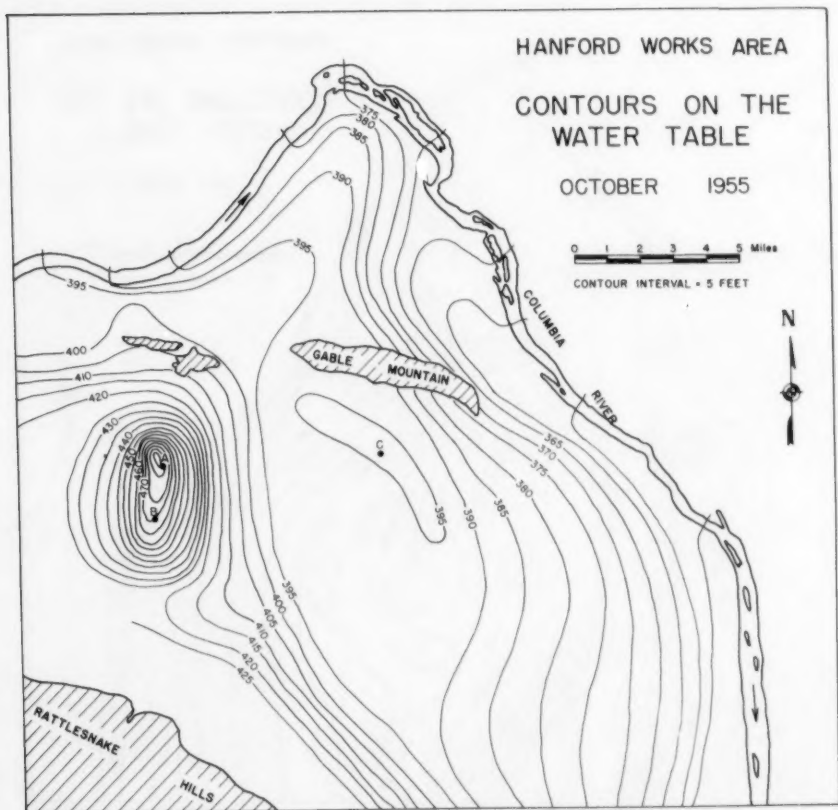 HANFORD WORKS AREA
CONTOURS ON THE
WATER TABLE
OCTOBER 1955
0 1 2 3 4 5 Miles
CONTOUR INTERVAL = 5 FEET
N
COLUMBIA
RIVER
375
380
385
390
395
395
400
410
420
430
440
450
460
470
A
B
GABLE
MOUNTAIN
C
365
370
375
380
385
390
395
395
400
405
410
415
420
425
RATTLESNAKE
HILLS